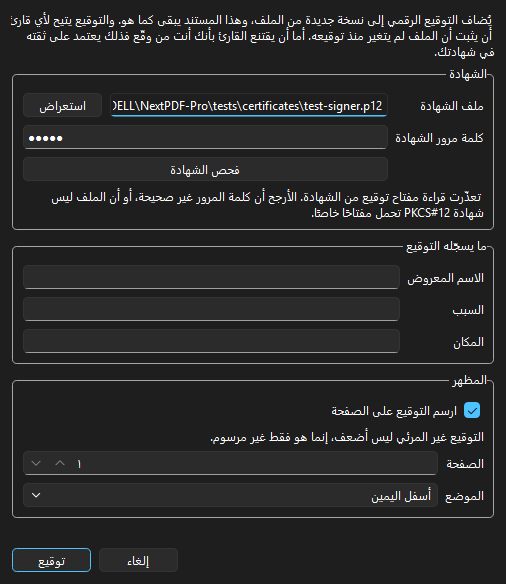 يُضاف التوقيع الرقمي إلى نسخة جديدة من الملف، وهذا المستند يبقى كما هو. والتوقيع يتيح لأي قارئ
أن يثبت أن الملف لم يتغير منذ توقيعه. أما أن يقتنع القارئ بأنك أنت من وقّع فذلك يعتمد على ثقته
في شهادتك.
الشهادة
ملف الشهادة
DELL\NextPDF-Pro\tests\certificates\test-signer.p12
استعراض
كلمة مرور الشهادة
●●●●●
فحص الشهادة
تعذّرت قراءة مفتاح توقيع من الشهادة. الأرجح أن كلمة المرور غير صحيحة، أو أن الملف ليس
شهادة PKCS#12 تحمل مفتاحًا خاصًا.
ما يسجّله التوقيع
الاسم المعروض
السبب
المكان
المظهر
ارسم التوقيع على الصفحة
التوقيع غير المرئي ليس أضعف، إنما هو فقط غير مرسوم.
الصفحة
١
الموضع
أسفل اليمين
إلغاء
توقيع